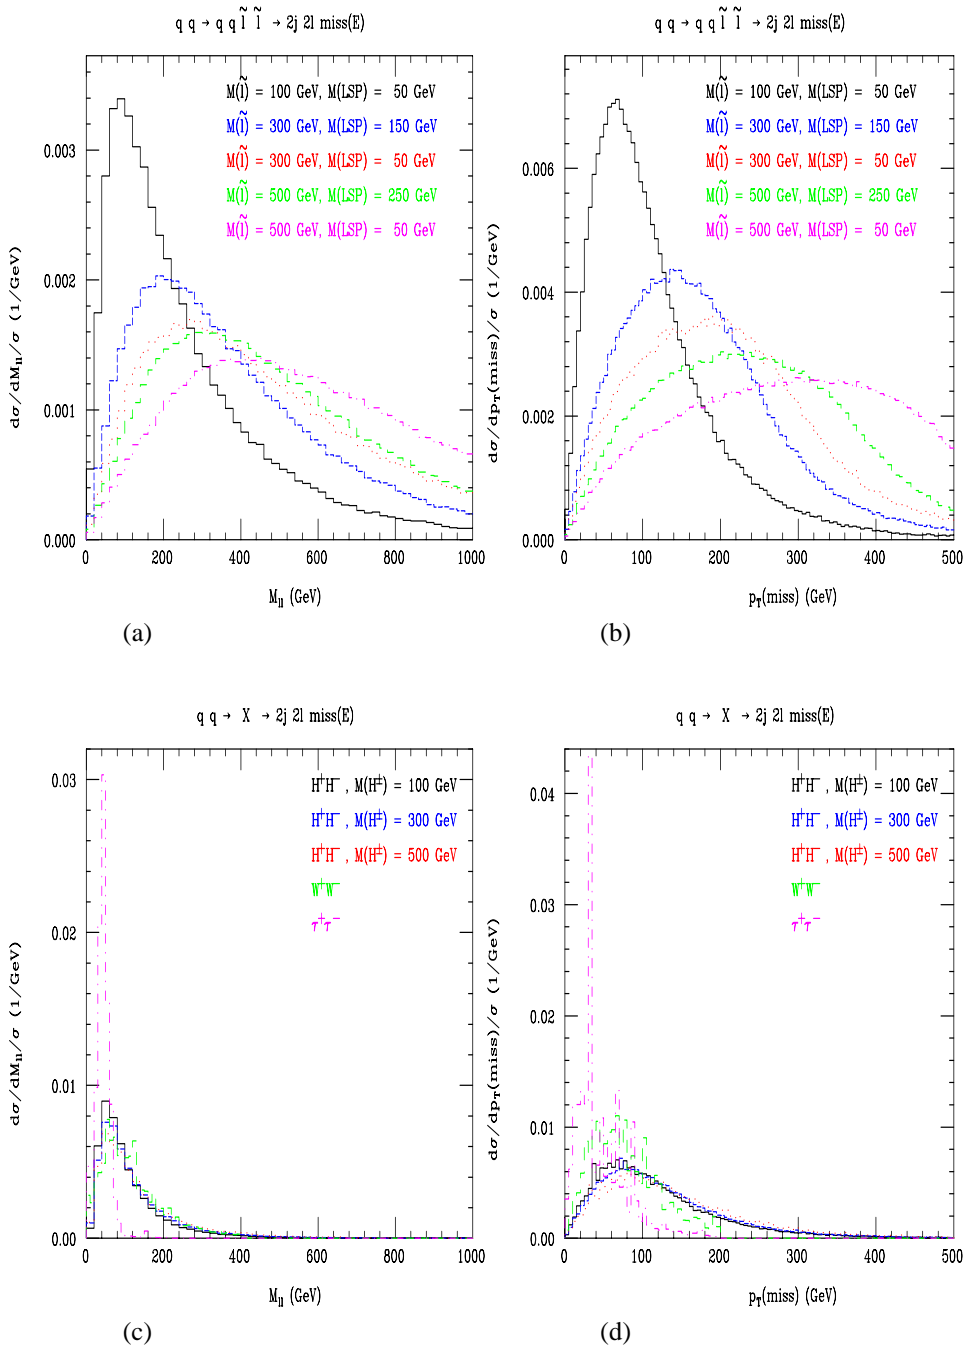 q q → q q l̃ l̃ → 2j 2l miss(E)
M(l̃) = 100 GeV, M(LSP) = 50 GeV
M(l̃) = 300 GeV, M(LSP) = 150 GeV
M(l̃) = 300 GeV, M(LSP) = 50 GeV
M(l̃) = 500 GeV, M(LSP) = 250 GeV
M(l̃) = 500 GeV, M(LSP) = 50 GeV
dσ/dM_ll/σ (1/GeV)
0.003
0.002
0.001
0.000
0 200 400 600 800 1000
M_ll (GeV)
(a)
q q → q q l̃ l̃ → 2j 2l miss(E)
M(l̃) = 100 GeV, M(LSP) = 50 GeV
M(l̃) = 300 GeV, M(LSP) = 150 GeV
M(l̃) = 300 GeV, M(LSP) = 50 GeV
M(l̃) = 500 GeV, M(LSP) = 250 GeV
M(l̃) = 500 GeV, M(LSP) = 50 GeV
dσ/dp_T(miss)/σ (1/GeV)
0.006
0.004
0.002
0.000
0 100 200 300 400 500
p_T(miss) (GeV)
(b)
q q → X → 2j 2l miss(E)
H⁺H⁻ , M(H±) = 100 GeV
H⁺H⁻ , M(H±) = 300 GeV
H⁺H⁻ , M(H±) = 500 GeV
W⁺W⁻
τ⁺τ⁻
dσ/dM_ll/σ (1/GeV)
0.03
0.02
0.01
0.00
0 200 400 600 800 1000
M_ll (GeV)
(c)
q q → X → 2j 2l miss(E)
H⁺H⁻ , M(H±) = 100 GeV
H⁺H⁻ , M(H±) = 300 GeV
H⁺H⁻ , M(H±) = 500 GeV
W⁺W⁻
τ⁺τ⁻
dσ/dp_T(miss)/σ (1/GeV)
0.04
0.03
0.02
0.01
0.00
0 100 200 300 400 500
p_T(miss) (GeV)
(d)